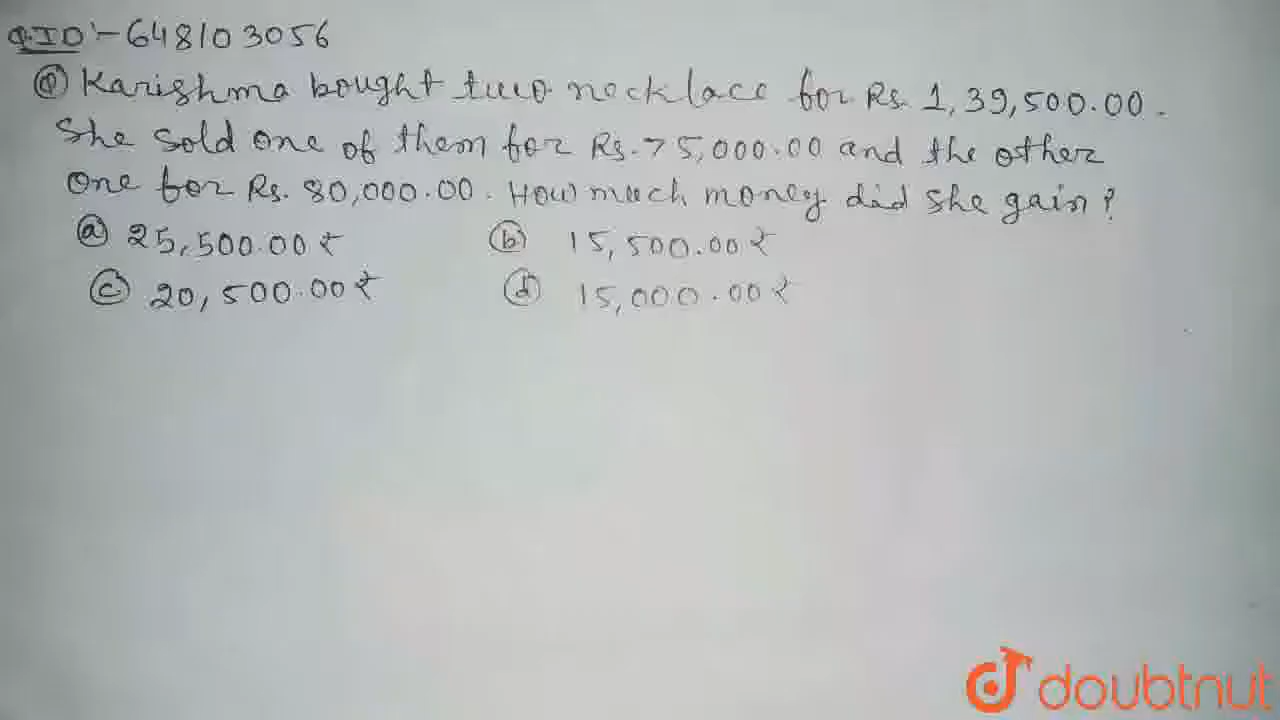 Q.ID:- 648103056
Q Karishma bought two necklace for Rs. 1,39,500.00.
She sold one of them for Rs. 75,000.00 and the other
one for Rs. 80,000.00. How much money did she gain?
a 25,500.00₹ b 15,500.00₹
c 20,500.00₹ d 15,000.00₹
doubtnut